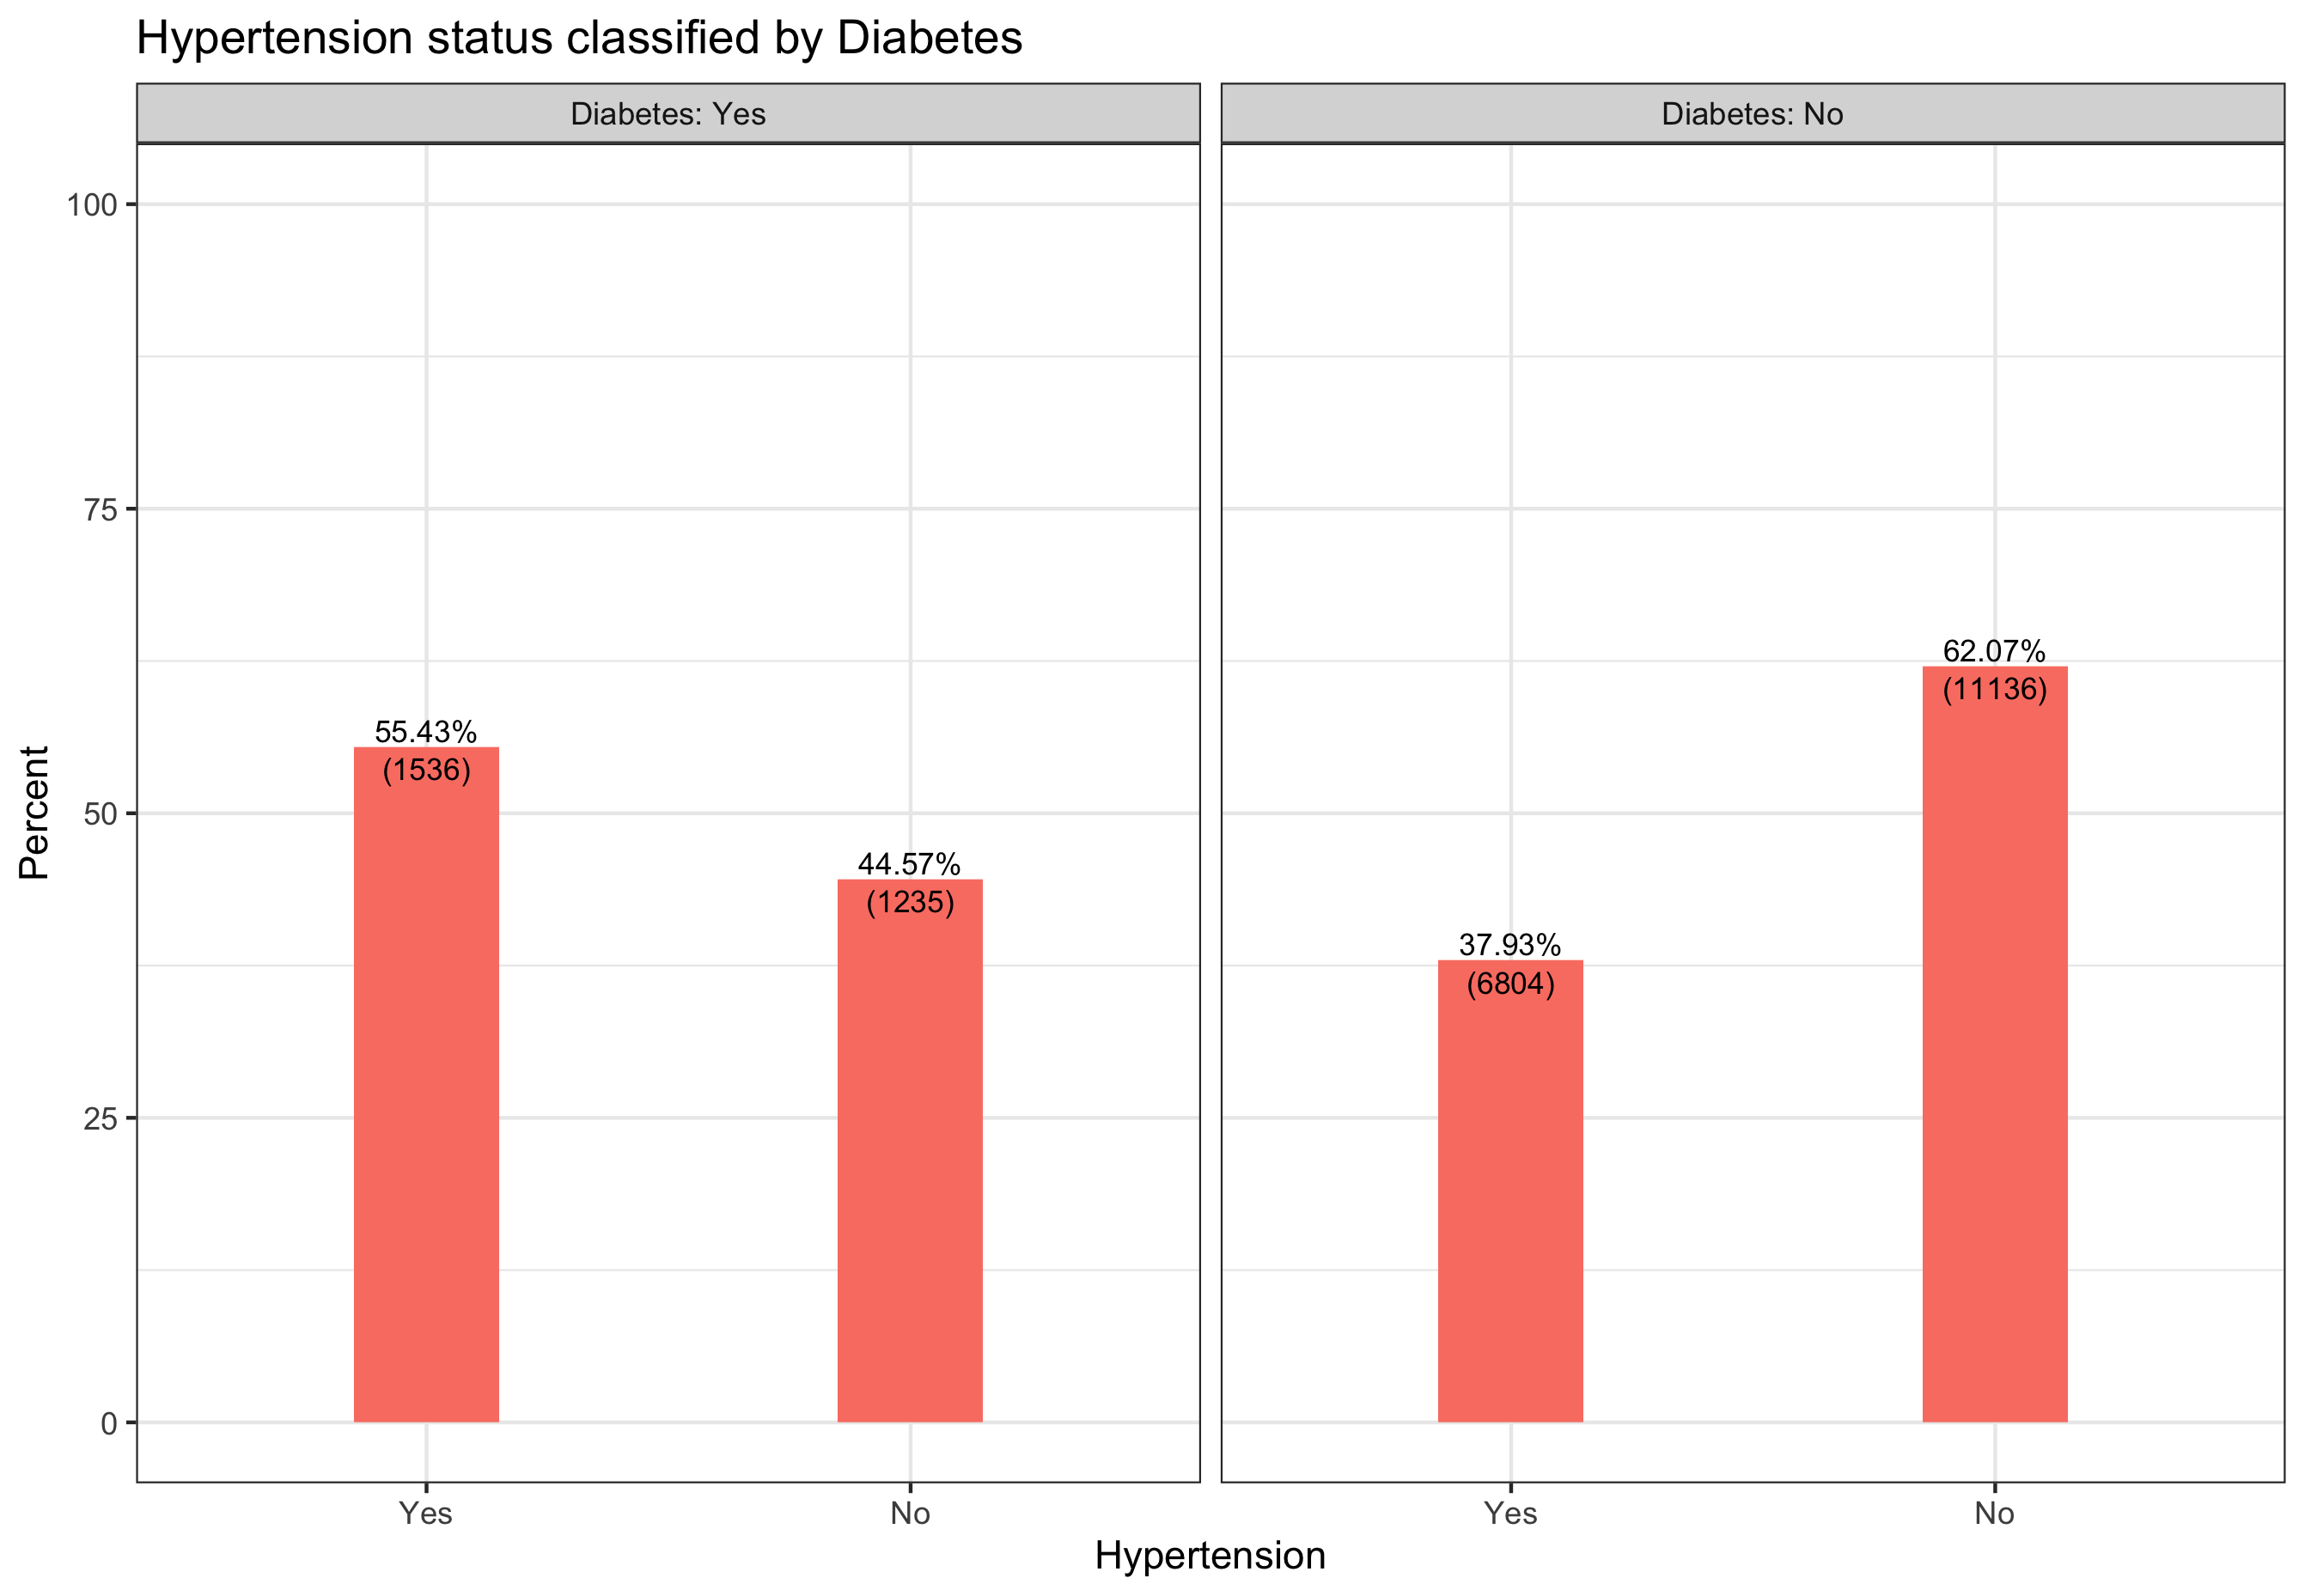 Hypertension status classified by Diabetes
Diabetes: Yes
Diabetes: No
Percent
100
75
50
25
0
55.43%
(1536)
44.57%
(1235)
37.93%
(6804)
62.07%
(11136)
Yes
No
Yes
No
Hypertension